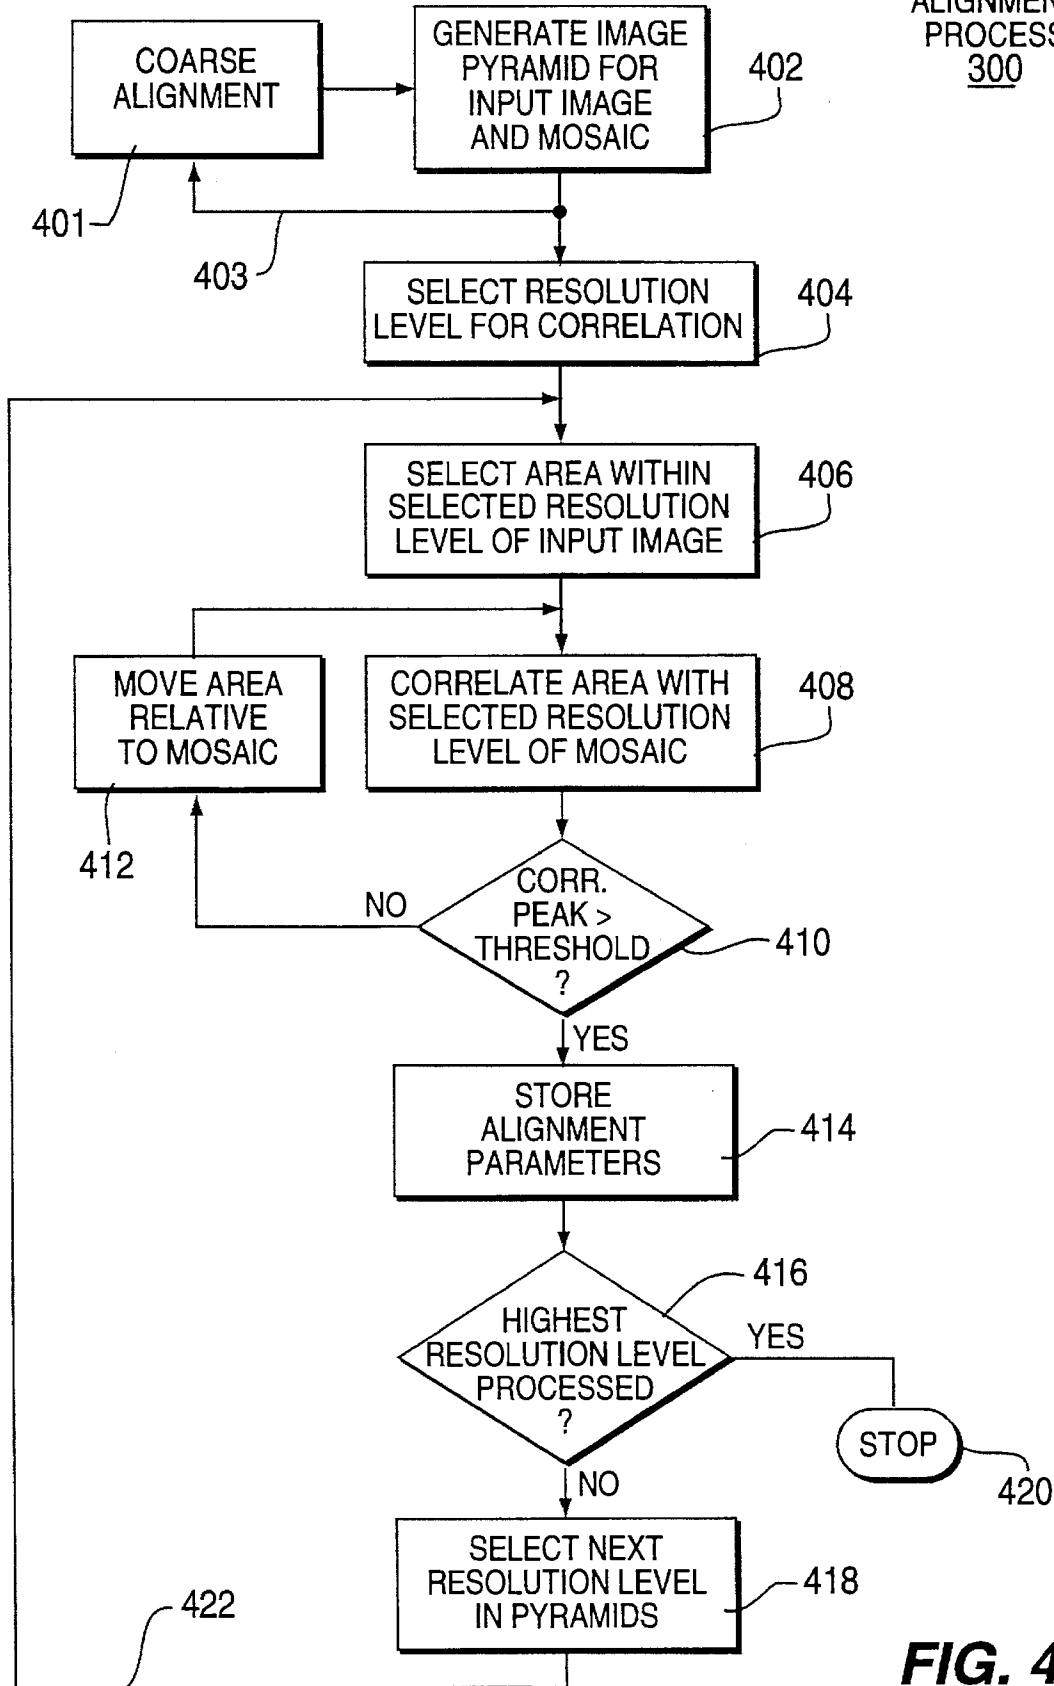 ALIGNMEN
PROCESS
300
COARSE
ALIGNMENT
401
GENERATE IMAGE
PYRAMID FOR
INPUT IMAGE
AND MOSAIC
402
403
SELECT RESOLUTION
LEVEL FOR CORRELATION
404
SELECT AREA WITHIN
SELECTED RESOLUTION
LEVEL OF INPUT IMAGE
406
MOVE AREA
RELATIVE
TO MOSAIC
412
CORRELATE AREA WITH
SELECTED RESOLUTION
LEVEL OF MOSAIC
408
NO
CORR.
PEAK >
THRESHOLD
?
410
YES
STORE
ALIGNMENT
PARAMETERS
414
HIGHEST
RESOLUTION LEVEL
PROCESSED
?
416
YES
STOP
420
NO
SELECT NEXT
RESOLUTION LEVEL
IN PYRAMIDS
418
422
FIG. 4